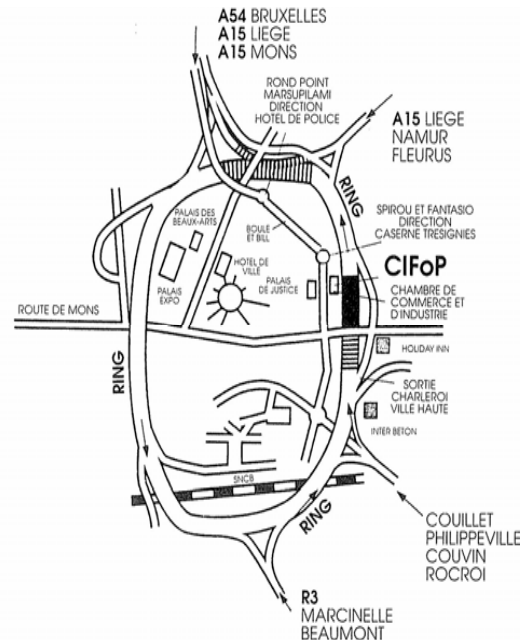 A54 BRUXELLES
A15 LIEGE
A15 MONS
ROND POINT
MARSUPILAMI
DIRECTION
HOTEL DE POLICE
A15 LIEGE
NAMUR
FLEURUS
RING
PALAIS DES
BEAUX-ARTS
BOULE
ET BILL
SPIROU ET FANTASIO
DIRECTION
CASERNE TRESIGNIES
CIFoP
HOTEL DE
VILLE
PALAIS
EXPO
PALAIS
DE JUSTICE
CHAMBRE DE
COMMERCE ET
D'INDUSTRIE
ROUTE DE MONS
HOLIDAY INN
RING
SORTIE
CHARLEROI
VILLE HAUTE
INTER BETON
SNCB
RING
COUILLET
PHILIPPEVILLE
COUVIN
ROCROI
R3
MARCINELLE
BEAUMONT